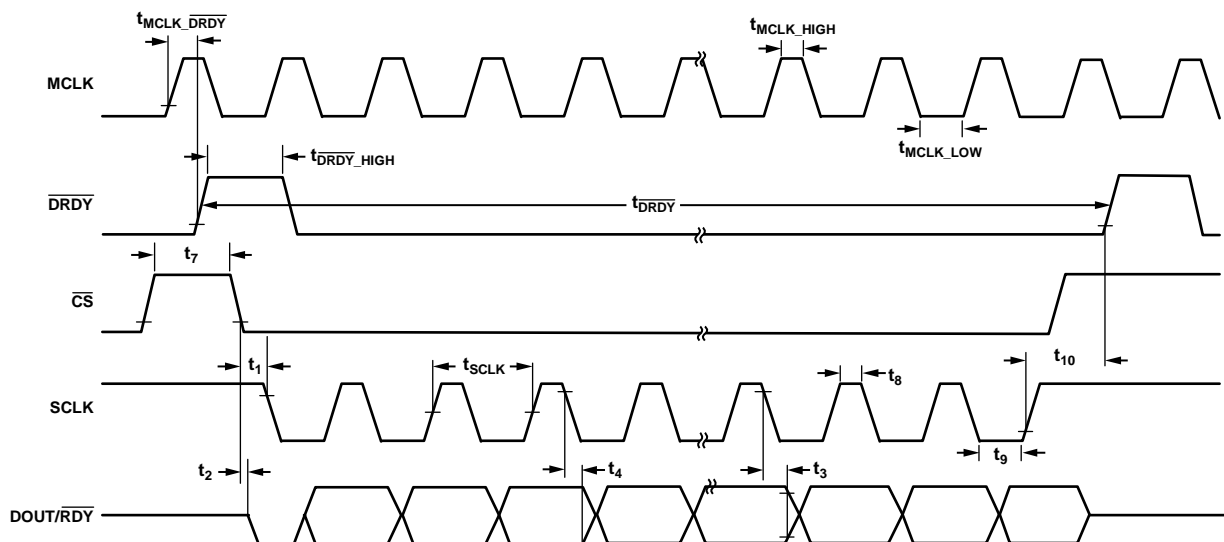 tMCLK_DRDY
tMCLK_HIGH
MCLK
tMCLK_LOW
tDRDY_HIGH
DRDY
tDRDY
t7
CS
t1
tSCLK
t8
t10
SCLK
t2
t4
t3
t9
DOUT/RDY